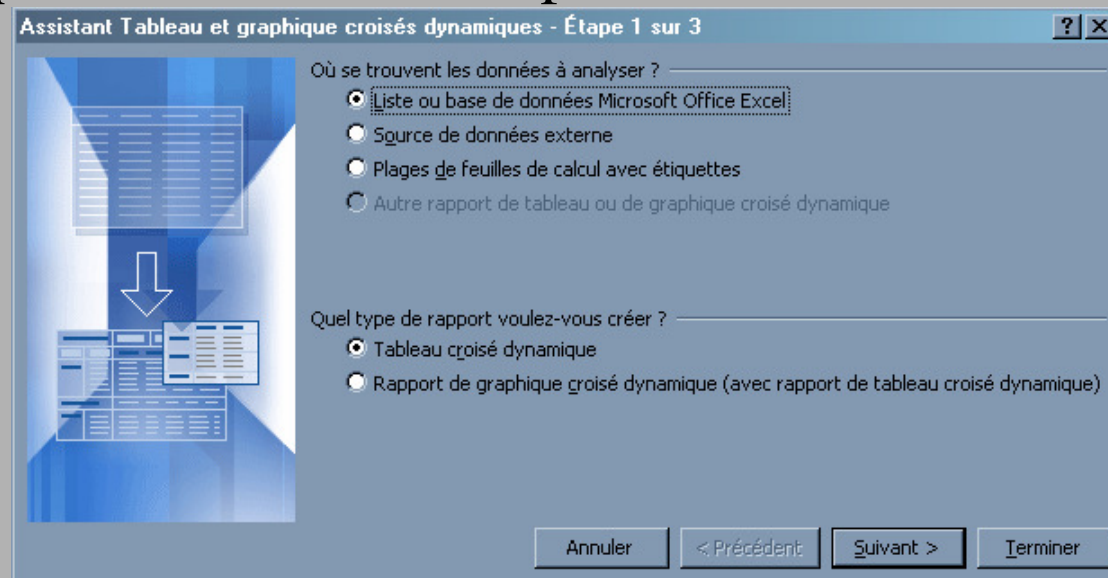 Assistant Tableau et graphique croisés dynamiques - Étape 1 sur 3
Où se trouvent les données à analyser ?
Liste ou base de données Microsoft Office Excel
Source de données externe
Plages de feuilles de calcul avec étiquettes
Autre rapport de tableau ou de graphique croisé dynamique
Quel type de rapport voulez-vous créer ?
Tableau croisé dynamique
Rapport de graphique croisé dynamique (avec rapport de tableau croisé dynamique)
Annuler < Précédent Suivant > Terminer